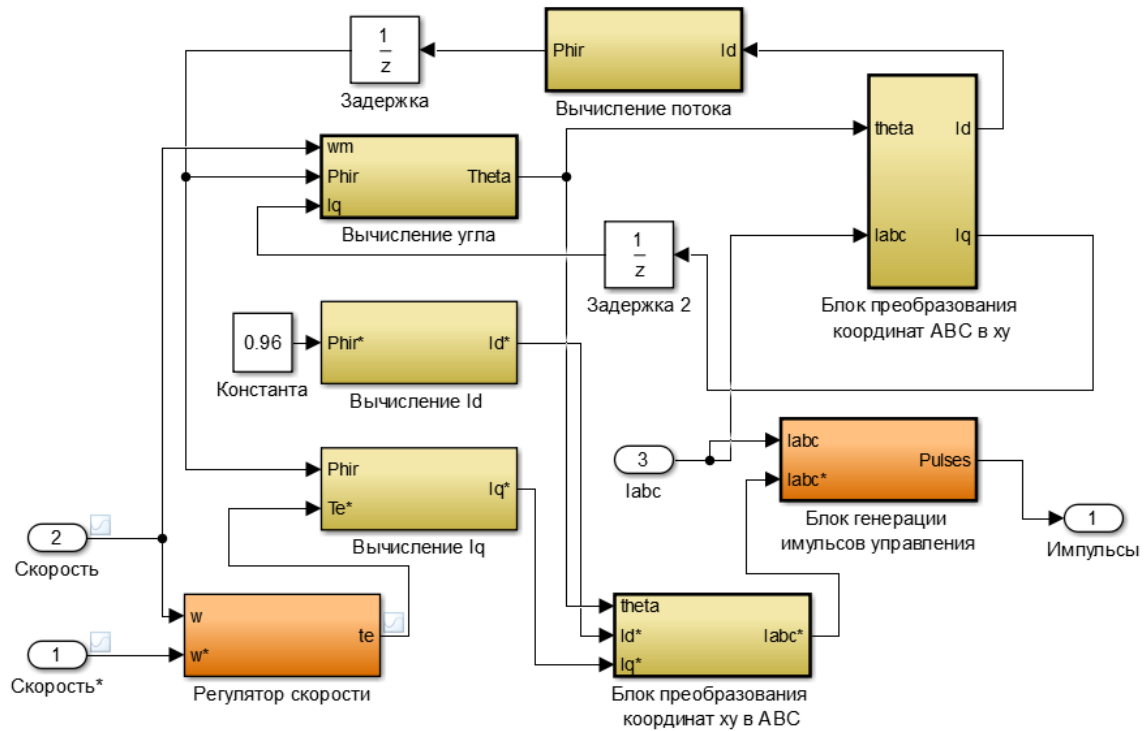 1
z
Задержка
Phir
Id
Вычисление потока
theta
Id
Iabc
Iq
Блок преобразования
координат ABC в xy
wm
Phir
Iq
Theta
Вычисление угла
1
z
Задержка 2
0.96
Константа
Phir*
Id*
Вычисление Id
Phir
Te*
Iq*
Вычисление Iq
3
Iabc
Iabc
Iabc*
Pulses
Блок генерации
имульсов управления
1
Импульсы
2
Скорость
1
Скорость*
w
w*
te
Регулятор скорости
theta
Id*
Iq*
Iabc*
Блок преобразования
координат xy в ABC